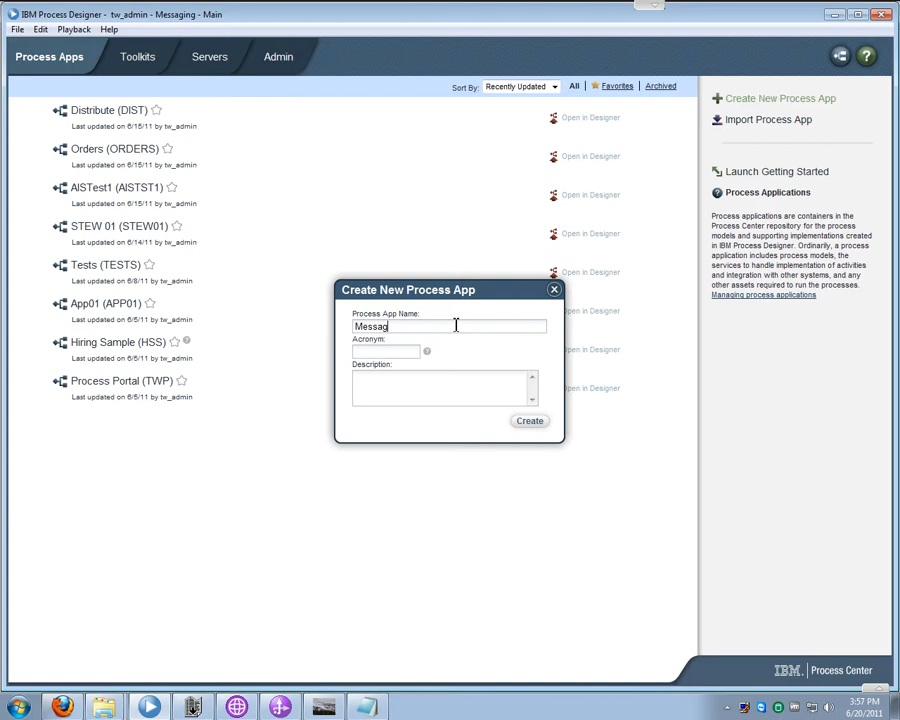 IBM Process Designer - tw_admin - Messaging - Main
File Edit Playback Help
Process Apps Toolkits Servers Admin
Sort By: Recently Updated All Favorites Archived
Distribute (DIST)
Last updated on 6/15/11 by tw_admin
Open in Designer
Orders (ORDERS)
Last updated on 6/15/11 by tw_admin
Open in Designer
AISTest1 (AISTST1)
Last updated on 6/15/11 by tw_admin
Open in Designer
STEW 01 (STEW01)
Last updated on 6/14/11 by tw_admin
Open in Designer
Tests (TESTS)
Last updated on 6/8/11 by tw_admin
Open in Designer
App01 (APP01)
Last updated on 6/5/11 by tw_admin
Open in Designer
Hiring Sample (HSS)
Last updated on 6/5/11 by tw_admin
Open in Designer
Process Portal (TWP)
Last updated on 6/5/11 by tw_admin
Open in Designer
Create New Process App
Process App Name:
Messag
Acronym:
Description:
Create
Create New Process App
Import Process App
Launch Getting Started
Process Applications
Process applications are containers in the
Process Center repository for the process
models and supporting implementations created
in IBM Process Designer. Ordinarily, a process
application includes process models, the
services to handle implementation of activities
and integration with other systems, and any
other assets required to run the processes.
Managing process applications
IBM. Process Center
3:57 PM
6/20/2011